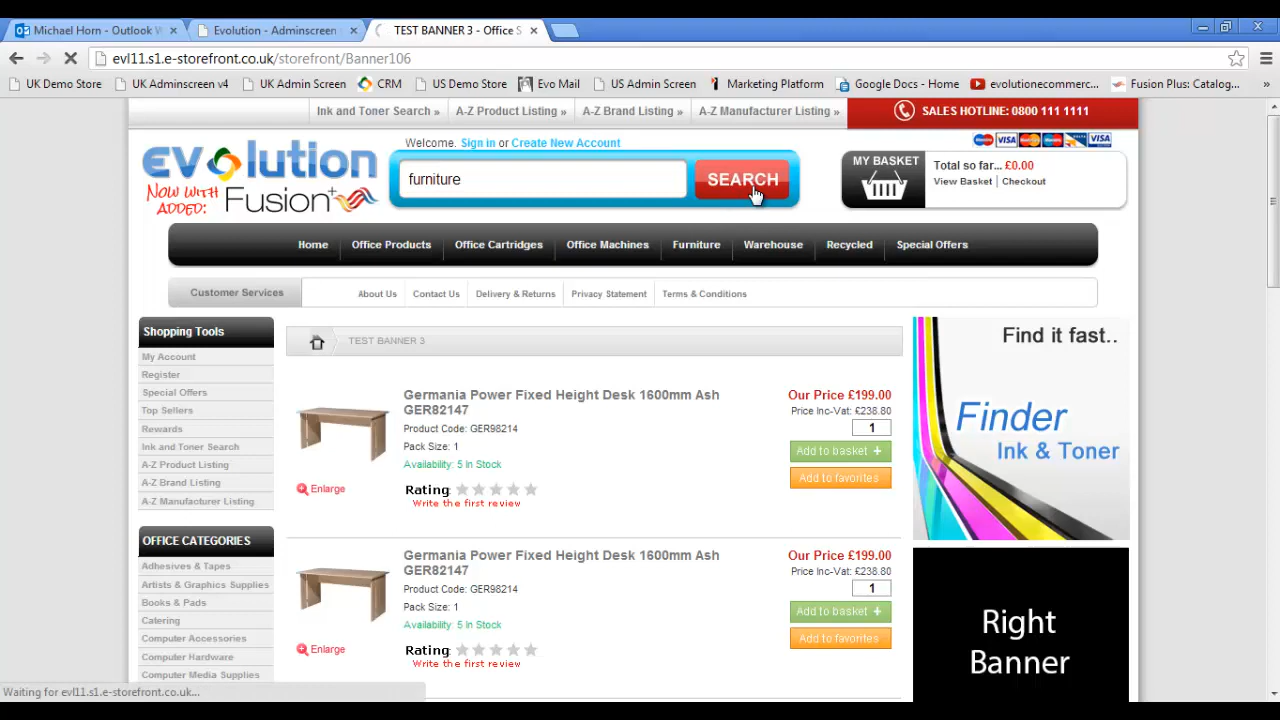 Michael Horn - Outlook W
Evolution - Adminscreen
TEST BANNER 3 - Office S
evl11.s1.e-storefront.co.uk/storefront/Banner106
UK Demo Store
UK Adminscreen v4
UK Admin Screen
CRM
US Demo Store
Evo Mail
US Admin Screen
Marketing Platform
Google Docs - Home
evolutionecommerc...
Fusion Plus: Catalog...
»
Ink and Toner Search »
A-Z Product Listing »
A-Z Brand Listing »
A-Z Manufacturer Listing »
SALES HOTLINE: 0800 111 1111
Welcome. Sign in or Create New Account
VISA
VISA
EVOlution
NOW WITH ADDED:
Fusion+
furniture
SEARCH
MY BASKET
Total so far... £0.00
View Basket | Checkout
Home
Office Products
Office Cartridges
Office Machines
Furniture
Warehouse
Recycled
Special Offers
Customer Services
About Us
Contact Us
Delivery & Returns
Privacy Statement
Terms & Conditions
Shopping Tools
My Account
Register
Special Offers
Top Sellers
Rewards
Ink and Toner Search
A-Z Product Listing
A-Z Brand Listing
A-Z Manufacturer Listing
OFFICE CATEGORIES
Adhesives & Tapes
Artists & Graphics Supplies
Books & Pads
Catering
Computer Accessories
Computer Hardware
Computer Media Supplies
TEST BANNER 3
Germania Power Fixed Height Desk 1600mm Ash
GER82147
Product Code: GER98214
Pack Size: 1
Availability: 5 In Stock
Enlarge
Rating:
Write the first review
Our Price £199.00
Price Inc-Vat: £238.80
1
Add to basket +
Add to favorites
Germania Power Fixed Height Desk 1600mm Ash
GER82147
Product Code: GER98214
Pack Size: 1
Availability: 5 In Stock
Enlarge
Rating:
Write the first review
Our Price £199.00
Price Inc-Vat: £238.80
1
Add to basket +
Add to favorites
Find it fast..
Finder
Ink & Toner
Right
Banner
Waiting for evl11.s1.e-storefront.co.uk...